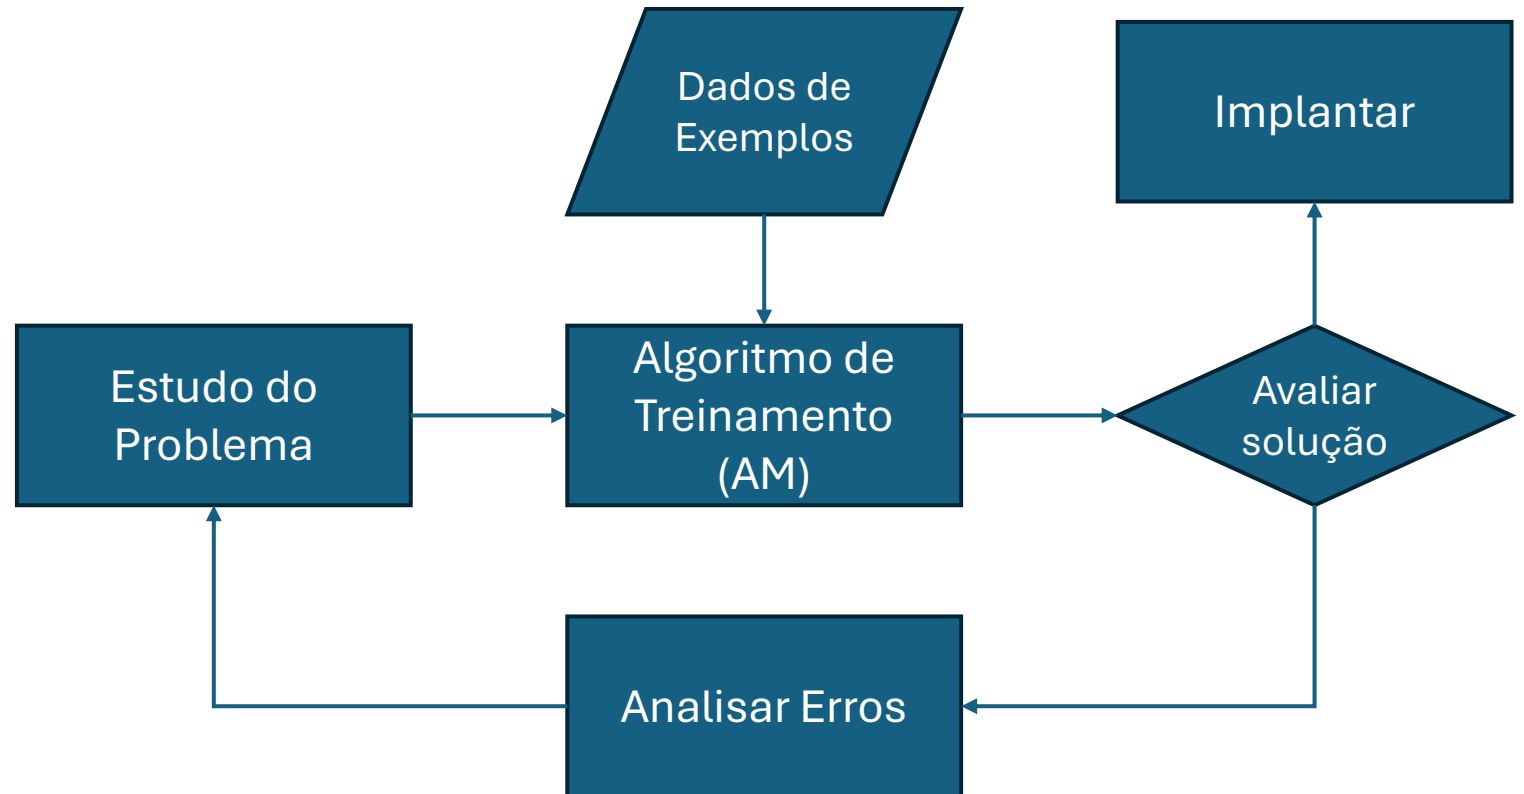 Dados de
Exemplos
Implantar
Estudo do
Problema
Algoritmo de
Treinamento
(AM)
Avaliar
solução
Analisar Erros